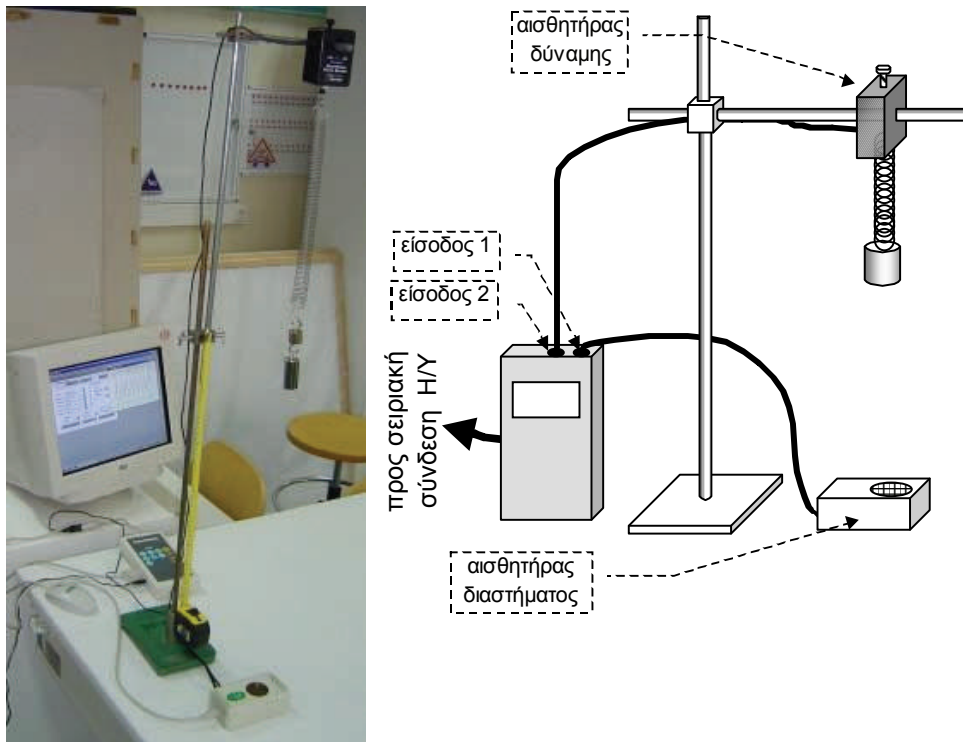 αισθητήρας
δύναμης
είσοδος 1
είσοδος 2
προς σειριακή
σύνδεση Η/Υ
αισθητήρας
διαστήματος